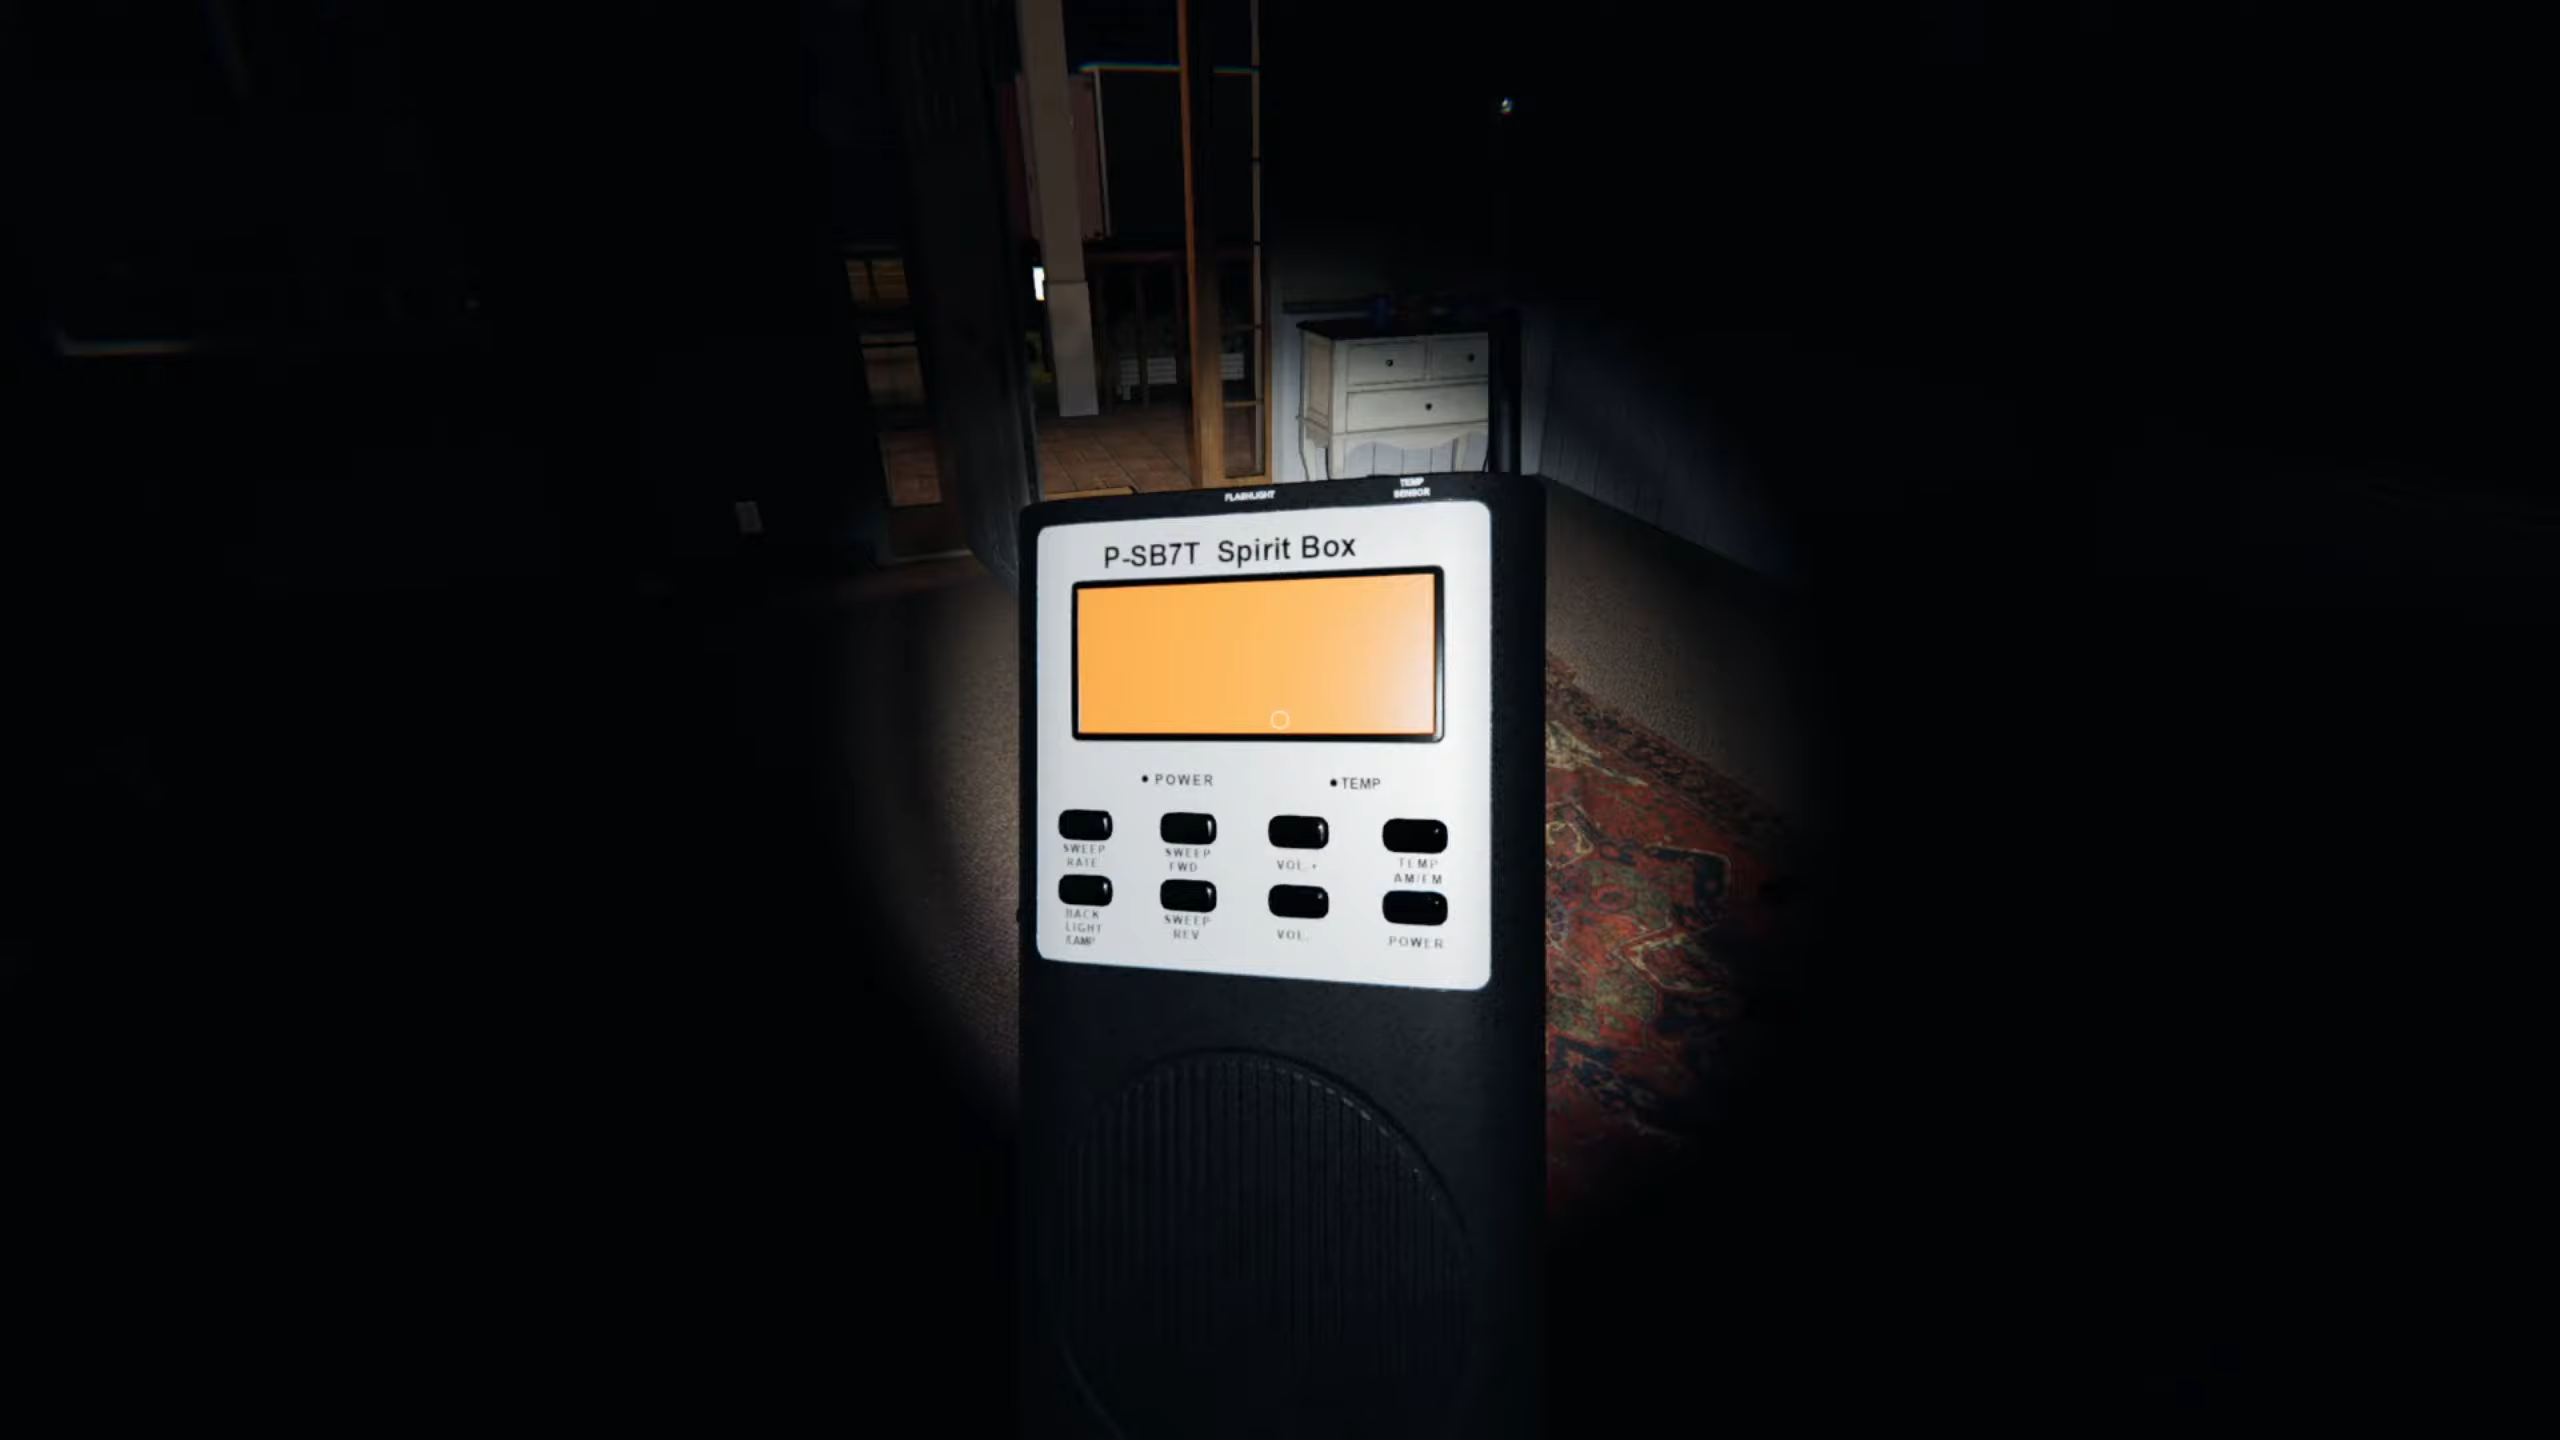 FLASHLIGHT
TEMP
SENSOR
P-SB7T Spirit Box
POWER
TEMP
SWEEP
RATE
SWEEP
FWD
VOL +
TEMP
AM/FM
BACK
LIGHT
LAMP
SWEEP
REV
VOL-
POWER